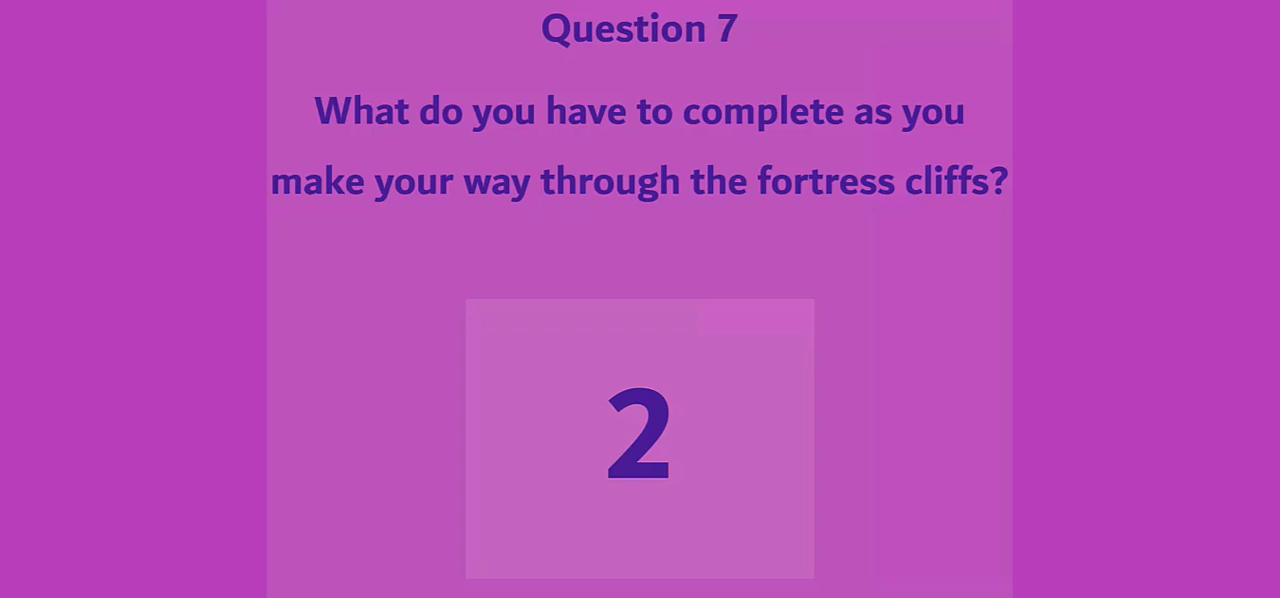 Question 7
What do you have to complete as you
make your way through the fortress cliffs?
2